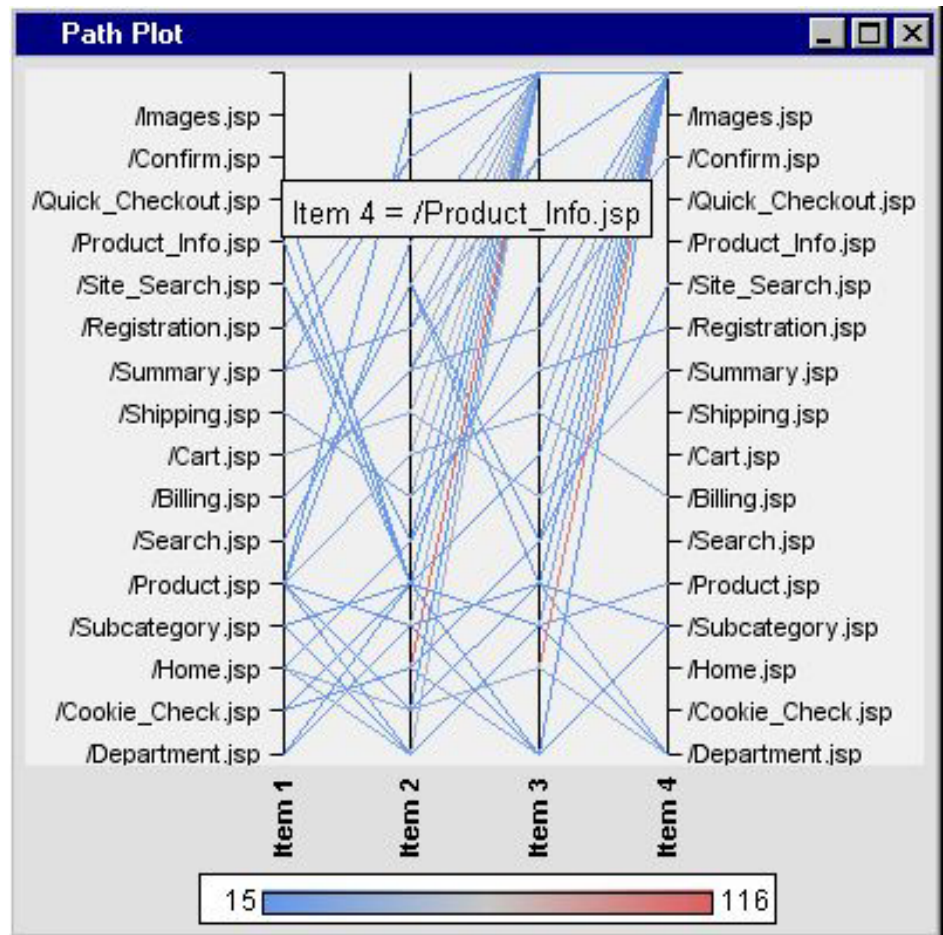 Path Plot
/Images.jsp
/Confirm.jsp
/Quick_Checkout.jsp
/Product_Info.jsp
/Site_Search.jsp
/Registration.jsp
/Summary.jsp
/Shipping.jsp
/Cart.jsp
/Billing.jsp
/Search.jsp
/Product.jsp
/Subcategory.jsp
/Home.jsp
/Cookie_Check.jsp
/Department.jsp
Item 4 = /Product_Info.jsp
/Images.jsp
/Confirm.jsp
/Quick_Checkout.jsp
/Product_Info.jsp
/Site_Search.jsp
/Registration.jsp
/Summary.jsp
/Shipping.jsp
/Cart.jsp
/Billing.jsp
/Search.jsp
/Product.jsp
/Subcategory.jsp
/Home.jsp
/Cookie_Check.jsp
/Department.jsp
Item 1
Item 2
Item 3
Item 4
15 116